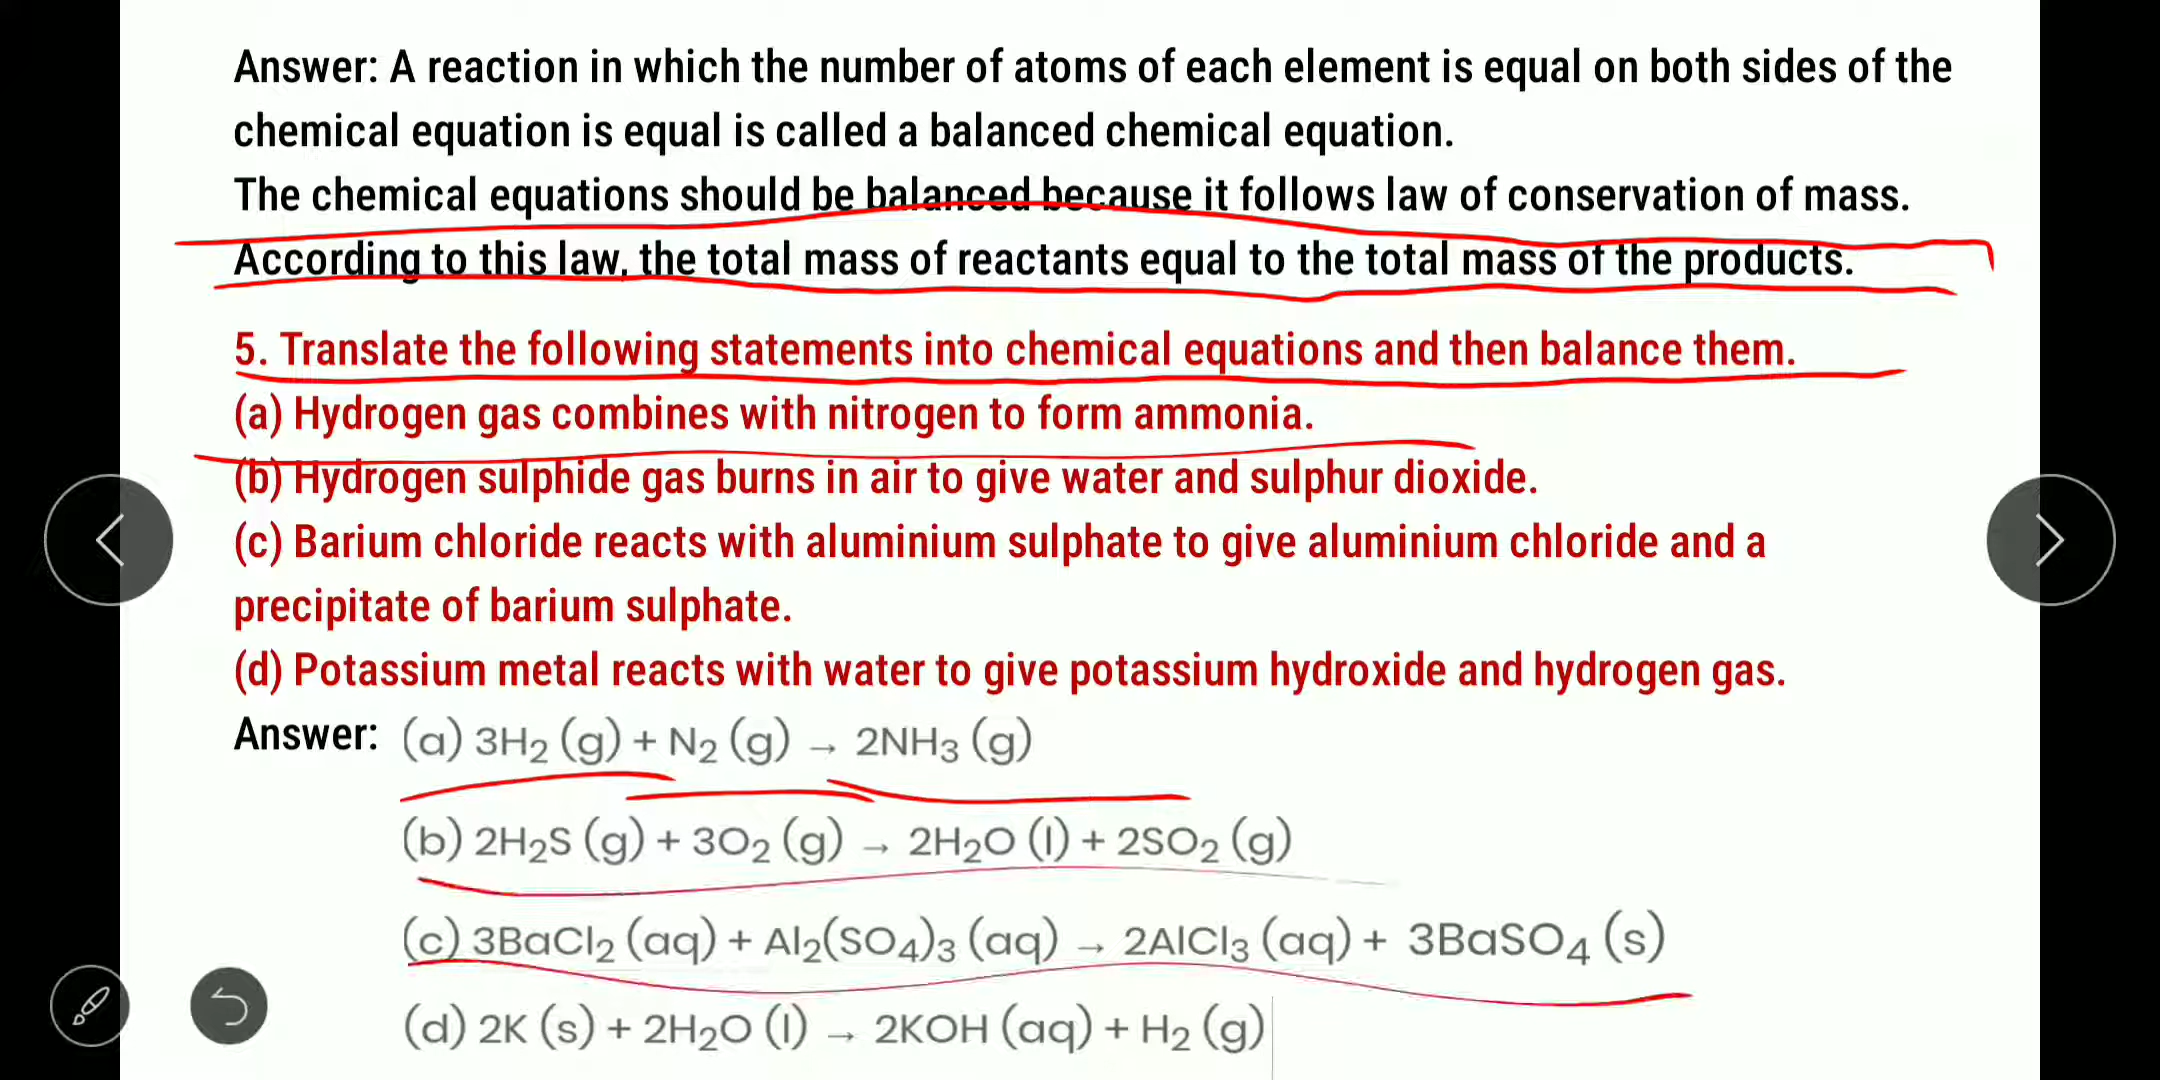 Answer: A reaction in which the number of atoms of each element is equal on both sides of the
chemical equation is equal is called a balanced chemical equation.
The chemical equations should be balanced because it follows law of conservation of mass.
According to this law, the total mass of reactants equal to the total mass of the products.
5. Translate the following statements into chemical equations and then balance them.
(a) Hydrogen gas combines with nitrogen to form ammonia.
(b) Hydrogen sulphide gas burns in air to give water and sulphur dioxide.
(c) Barium chloride reacts with aluminium sulphate to give aluminium chloride and a
precipitate of barium sulphate.
(d) Potassium metal reacts with water to give potassium hydroxide and hydrogen gas.
Answer: (a) 3H₂ (g) + N₂ (g) → 2NH₃ (g)
(b) 2H₂S (g) + 3O₂ (g) → 2H₂O (l) + 2SO₂ (g)
(c) 3BaCl₂ (aq) + Al₂(SO₄)₃ (aq) → 2AlCl₃ (aq) + 3BaSO₄ (s)
(d) 2K (s) + 2H₂O (l) → 2KOH (aq) + H₂ (g)